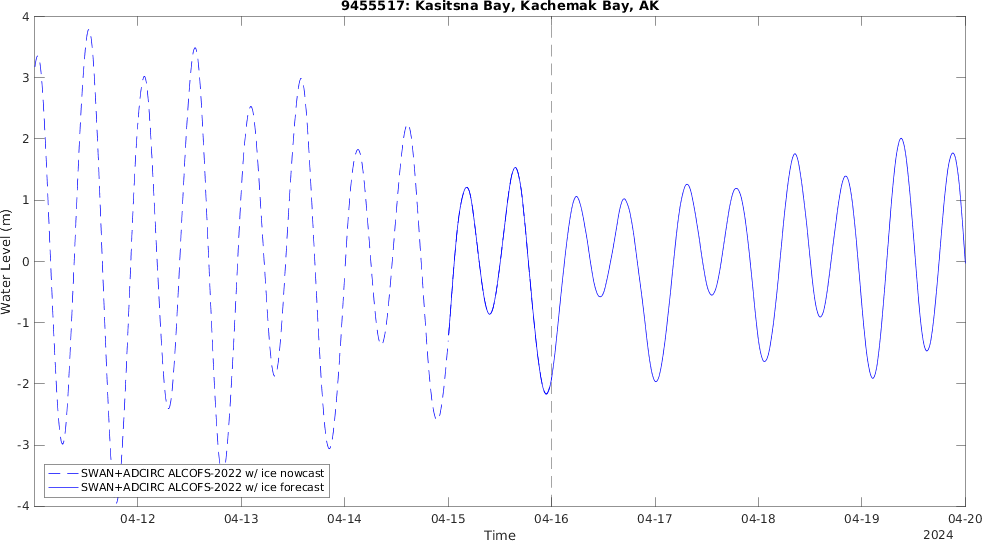 9455517: Kasitsna Bay, Kachemak Bay, AK
4
3
2
1
0
-1
-2
-3
-4
Water Level (m)
SWAN+ADCIRC ALCOFS-2022 w/ ice nowcast
SWAN+ADCIRC ALCOFS-2022 w/ ice forecast
04-12 04-13 04-14 04-15 04-16 04-17 04-18 04-19 04-20
Time
2024